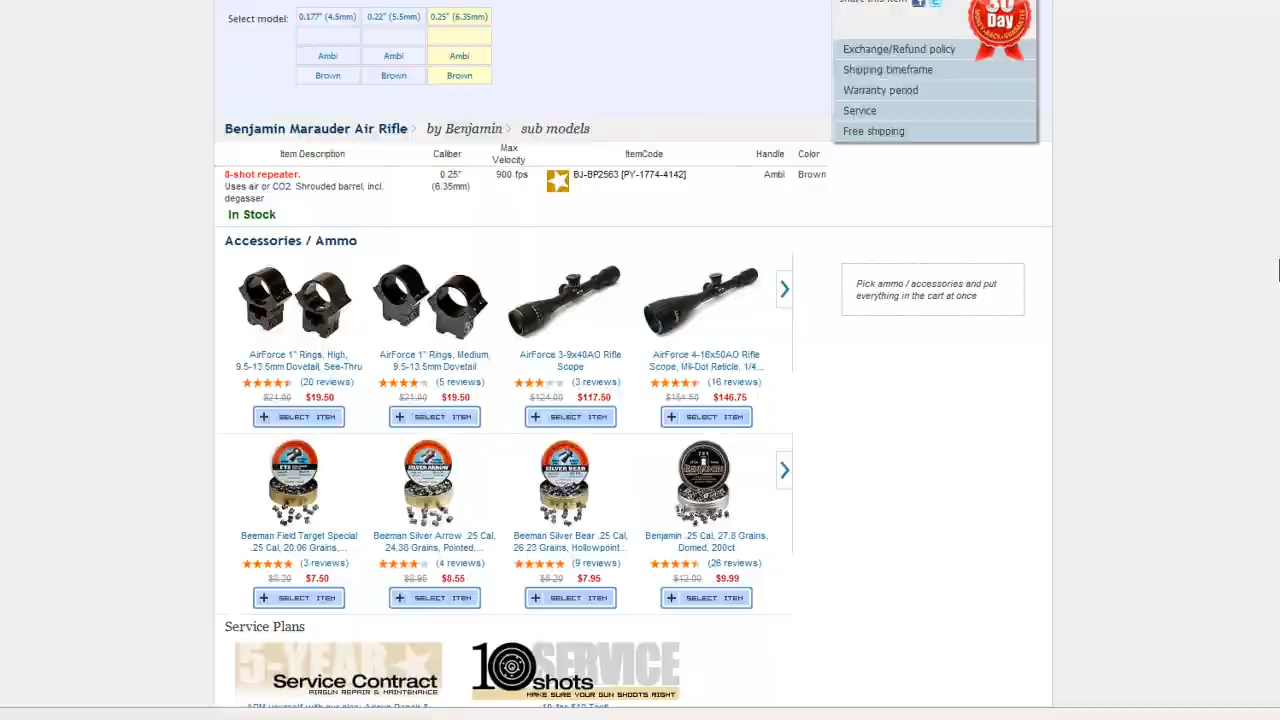 Select model:
0.177" (4.5mm) 0.22" (5.5mm) 0.25" (6.35mm)
Ambi Ambi Ambi
Brown Brown Brown
30
Day
Exchange/Refund policy
Shipping timeframe
Warranty period
Service
Free shipping
Benjamin Marauder Air Rifle by Benjamin sub models
Item Description Caliber Max Velocity ItemCode Handle Color
8-shot repeater.
Uses air or CO2. Shrouded barrel, incl.
degasser
0.25"
(6.35mm)
900 fps
BJ-BP2563 [PY-1774-4142]
Ambi Brown
In Stock
Accessories / Ammo
Pick ammo / accessories and put
everything in the cart at once
AirForce 1" Rings, High,
9.5-13.5mm Dovetail, See-Thru
(20 reviews)
$21.00 $19.50
SELECT ITEM
AirForce 1" Rings, Medium,
9.5-13.5mm Dovetail
(5 reviews)
$21.00 $19.50
SELECT ITEM
AirForce 3-9x40AO Rifle
Scope
(3 reviews)
$124.00 $117.50
SELECT ITEM
AirForce 4-16x50AO Rifle
Scope, Mil-Dot Reticle, 1/4...
(16 reviews)
$164.50 $146.75
SELECT ITEM
FTS
SILVER ARROW
SILVER BEAR
BENJAMIN
Beeman Field Target Special
.25 Cal, 20.06 Grains,...
(3 reviews)
$8.20 $7.50
SELECT ITEM
Beeman Silver Arrow .25 Cal,
24.38 Grains, Pointed,...
(4 reviews)
$8.95 $8.55
SELECT ITEM
Beeman Silver Bear .25 Cal,
26.23 Grains, Hollowpoint...
(9 reviews)
$8.20 $7.95
SELECT ITEM
Benjamin .25 Cal, 27.8 Grains,
Domed, 200ct
(26 reviews)
$12.00 $9.99
SELECT ITEM
Service Plans
5-YEAR
Service Contract
AIRGUN REPAIR & MAINTENANCE
10 SERVICE
shots
MAKE SURE YOUR GUN SHOOTS RIGHT